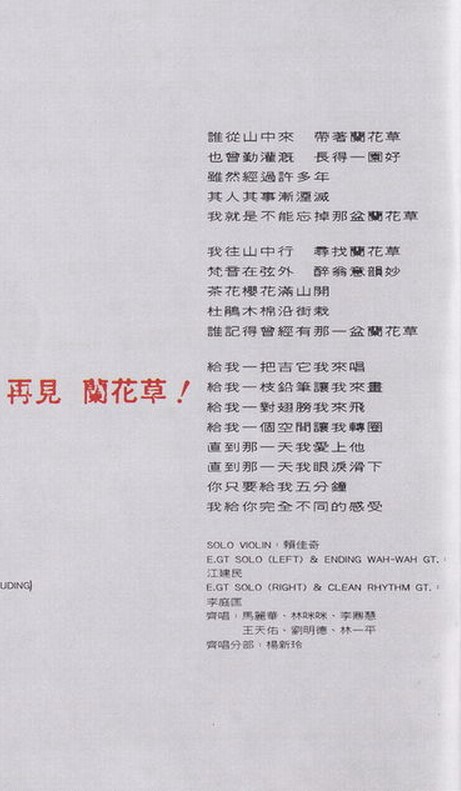 誰從山中來　帶著蘭花草
也曾勤灌溉　長得一園好
雖然經過許多年
其人其事漸湮滅
我就是不能忘掉那盆蘭花草
我往山中行　尋找蘭花草
梵音在弦外　醉翁意韻妙
茶花櫻花滿山開
杜鵑木棉沿街栽
誰記得曾經有那一盆蘭花草
再見 蘭花草！
給我一把吉它我來唱
給我一枝鉛筆讓我來畫
給我一對翅膀我來飛
給我一個空間讓我轉圈
直到那一天我愛上他
直到那一天我眼淚滑下
你只要給我五分鐘
我給你完全不同的感受
SOLO VIOLIN：賴佳奇
E.GT SOLO (LEFT) & ENDING WAH-WAH GT.：
江建民
UDING)
E.GT SOLO (RIGHT) & CLEAN RHYTHM GT.：
李庭匡
齊唱：馬麗華、林咪咪、李應慧
王天佑、劉明德、林一平
齊唱分部：楊新玲